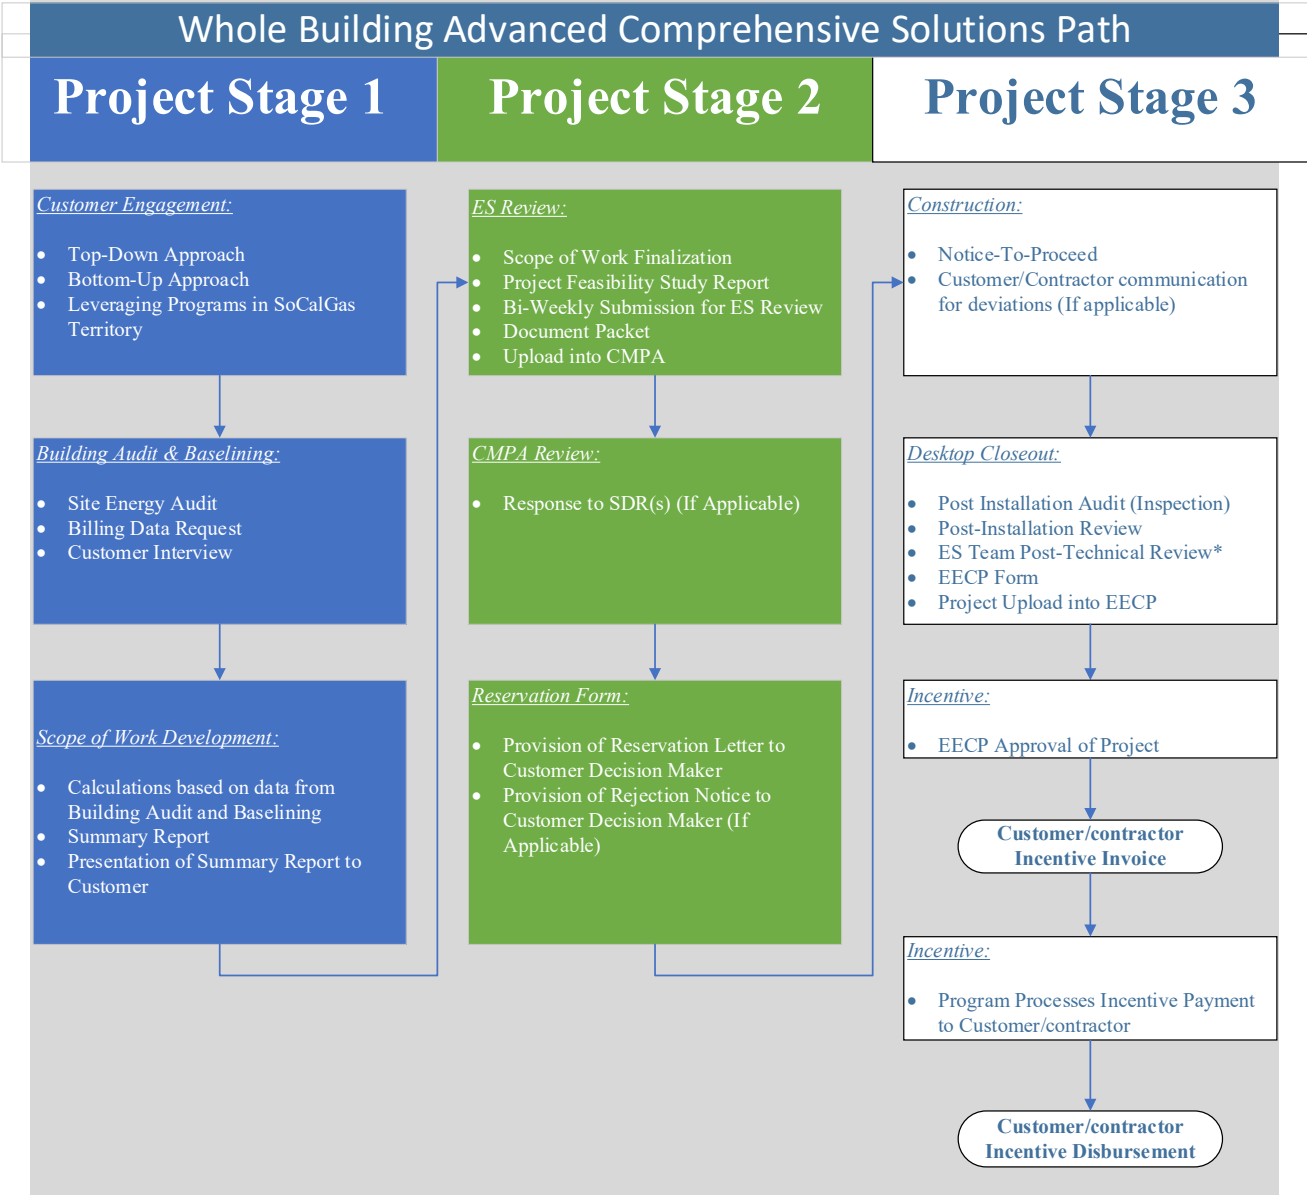 Whole Building Advanced Comprehensive Solutions Path
Project Stage 1
Project Stage 2
Project Stage 3
Customer Engagement:
• Top-Down Approach
• Bottom-Up Approach
• Leveraging Programs in SoCalGas
Territory
Building Audit & Baselining:
• Site Energy Audit
• Billing Data Request
• Customer Interview
Scope of Work Development:
• Calculations based on data from
Building Audit and Baselining
• Summary Report
• Presentation of Summary Report to
Customer
ES Review:
• Scope of Work Finalization
• Project Feasibility Study Report
• Bi-Weekly Submission for ES Review
• Document Packet
• Upload into CMPA
CMPA Review:
• Response to SDR(s) (If Applicable)
Reservation Form:
• Provision of Reservation Letter to
Customer Decision Maker
• Provision of Rejection Notice to
Customer Decision Maker (If
Applicable)
Construction:
• Notice-To-Proceed
• Customer/Contractor communication
for deviations (If applicable)
Desktop Closeout:
• Post Installation Audit (Inspection)
• Post-Installation Review
• ES Team Post-Technical Review*
• EECP Form
• Project Upload into EECP
Incentive:
• EECP Approval of Project
Customer/contractor
Incentive Invoice
Incentive:
• Program Processes Incentive Payment
to Customer/contractor
Customer/contractor
Incentive Disbursement